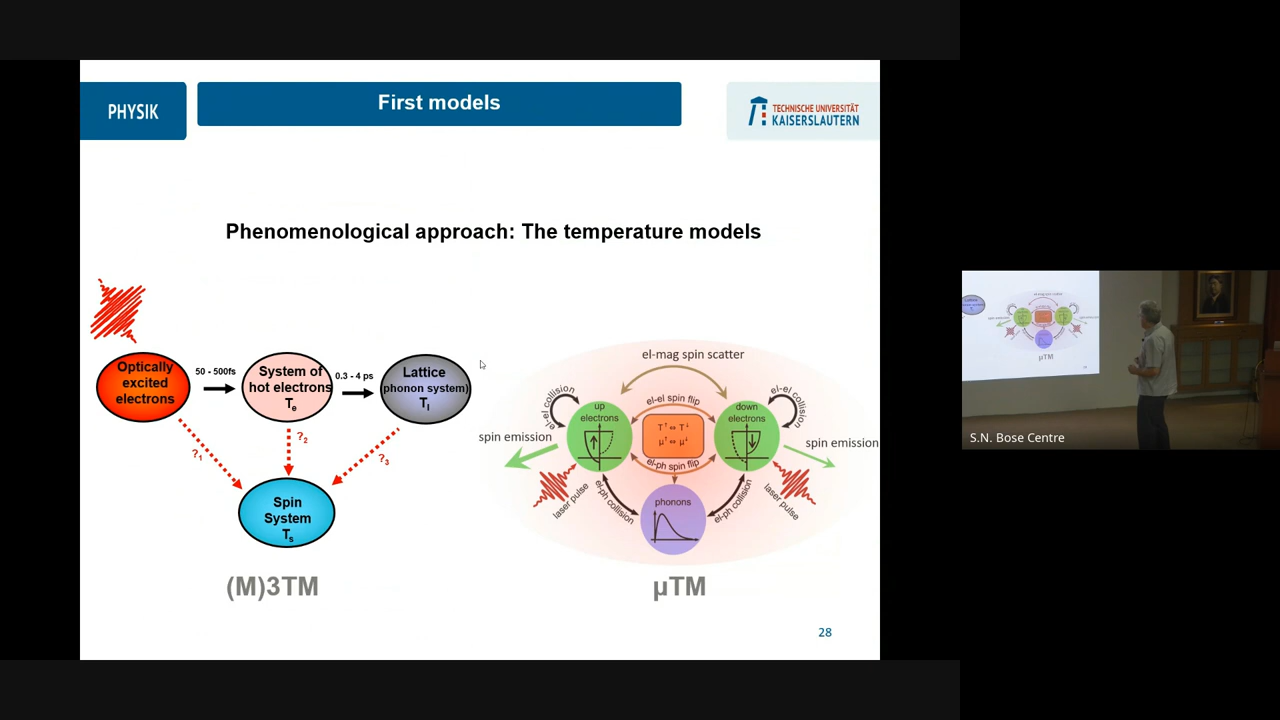 PHYSIK
First models
TECHNISCHE UNIVERSITÄT
KAISERSLAUTERN
Phenomenological approach: The temperature models
Optically
excited
electrons
50 - 500fs
System of
hot electrons
Te
0.3 - 4 ps
Lattice
(phonon system)
Tl
?1
?2
?3
Spin
System
Ts
(M)3TM
el-mag spin scatter
el-el collision
up
electrons
el-el spin flip
T↑ ⇔ T↓
µ↑ ⇔ µ↓
el-ph spin flip
down
electrons
el-el collision
spin emission
spin emission
laser pulse
el-ph collision
phonons
el-ph collision
laser pulse
µTM
28
spin emission
µTM
S.N. Bose Centre